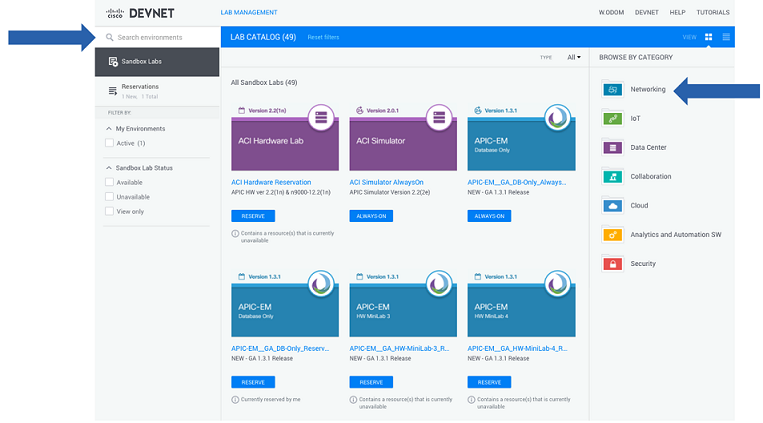 CISCO DEVNET
LAB MANAGEMENT
W.ODOM DEVNET HELP TUTORIALS
Search environments
LAB CATALOG (49) Reset filters
VIEW
Sandbox Labs
TYPE All
BROWSE BY CATEGORY
Reservations
1 New, 1 Total
FILTER BY
My Environments
Active (1)
Sandbox Lab Status
Available
Unavailable
View only
All Sandbox Labs (49)
Version 2.2(1n)
ACI Hardware Lab
ACI Hardware Reservation
APIC HW ver 2.2(1n) & n9000-12.2(1n)
RESERVE
Contains a resource(s) that is currently
unavailable
Version 2.0.1
ACI Simulator
ACI Simulator AlwaysOn
APIC Simulator Version 2.2(2e)
ALWAYS-ON
Version 1.3.1
APIC-EM
Database Only
APIC-EM__GA_DB-Only_Always...
NEW - GA 1.3.1 Release
ALWAYS-ON
Version 1.3.1
APIC-EM
Database Only
APIC-EM__GA_DB-Only_Reserv...
NEW - GA 1.3.1 Release
RESERVE
Currently reserved by me
Version 1.3.1
APIC-EM
HW MiniLab 3
APIC-EM__GA_HW-MiniLab-3_R...
NEW - GA 1.3.1 Release
RESERVE
Contains a resource(s) that is currently
unavailable
Version 1.3.1
APIC-EM
HW MiniLab 4
APIC-EM__GA_HW-MiniLab-4_R...
NEW - GA 1.3.1 Release
RESERVE
Contains a resource(s) that is currently
unavailable
Networking
IoT
Data Center
Collaboration
Cloud
Analytics and Automation SW
Security